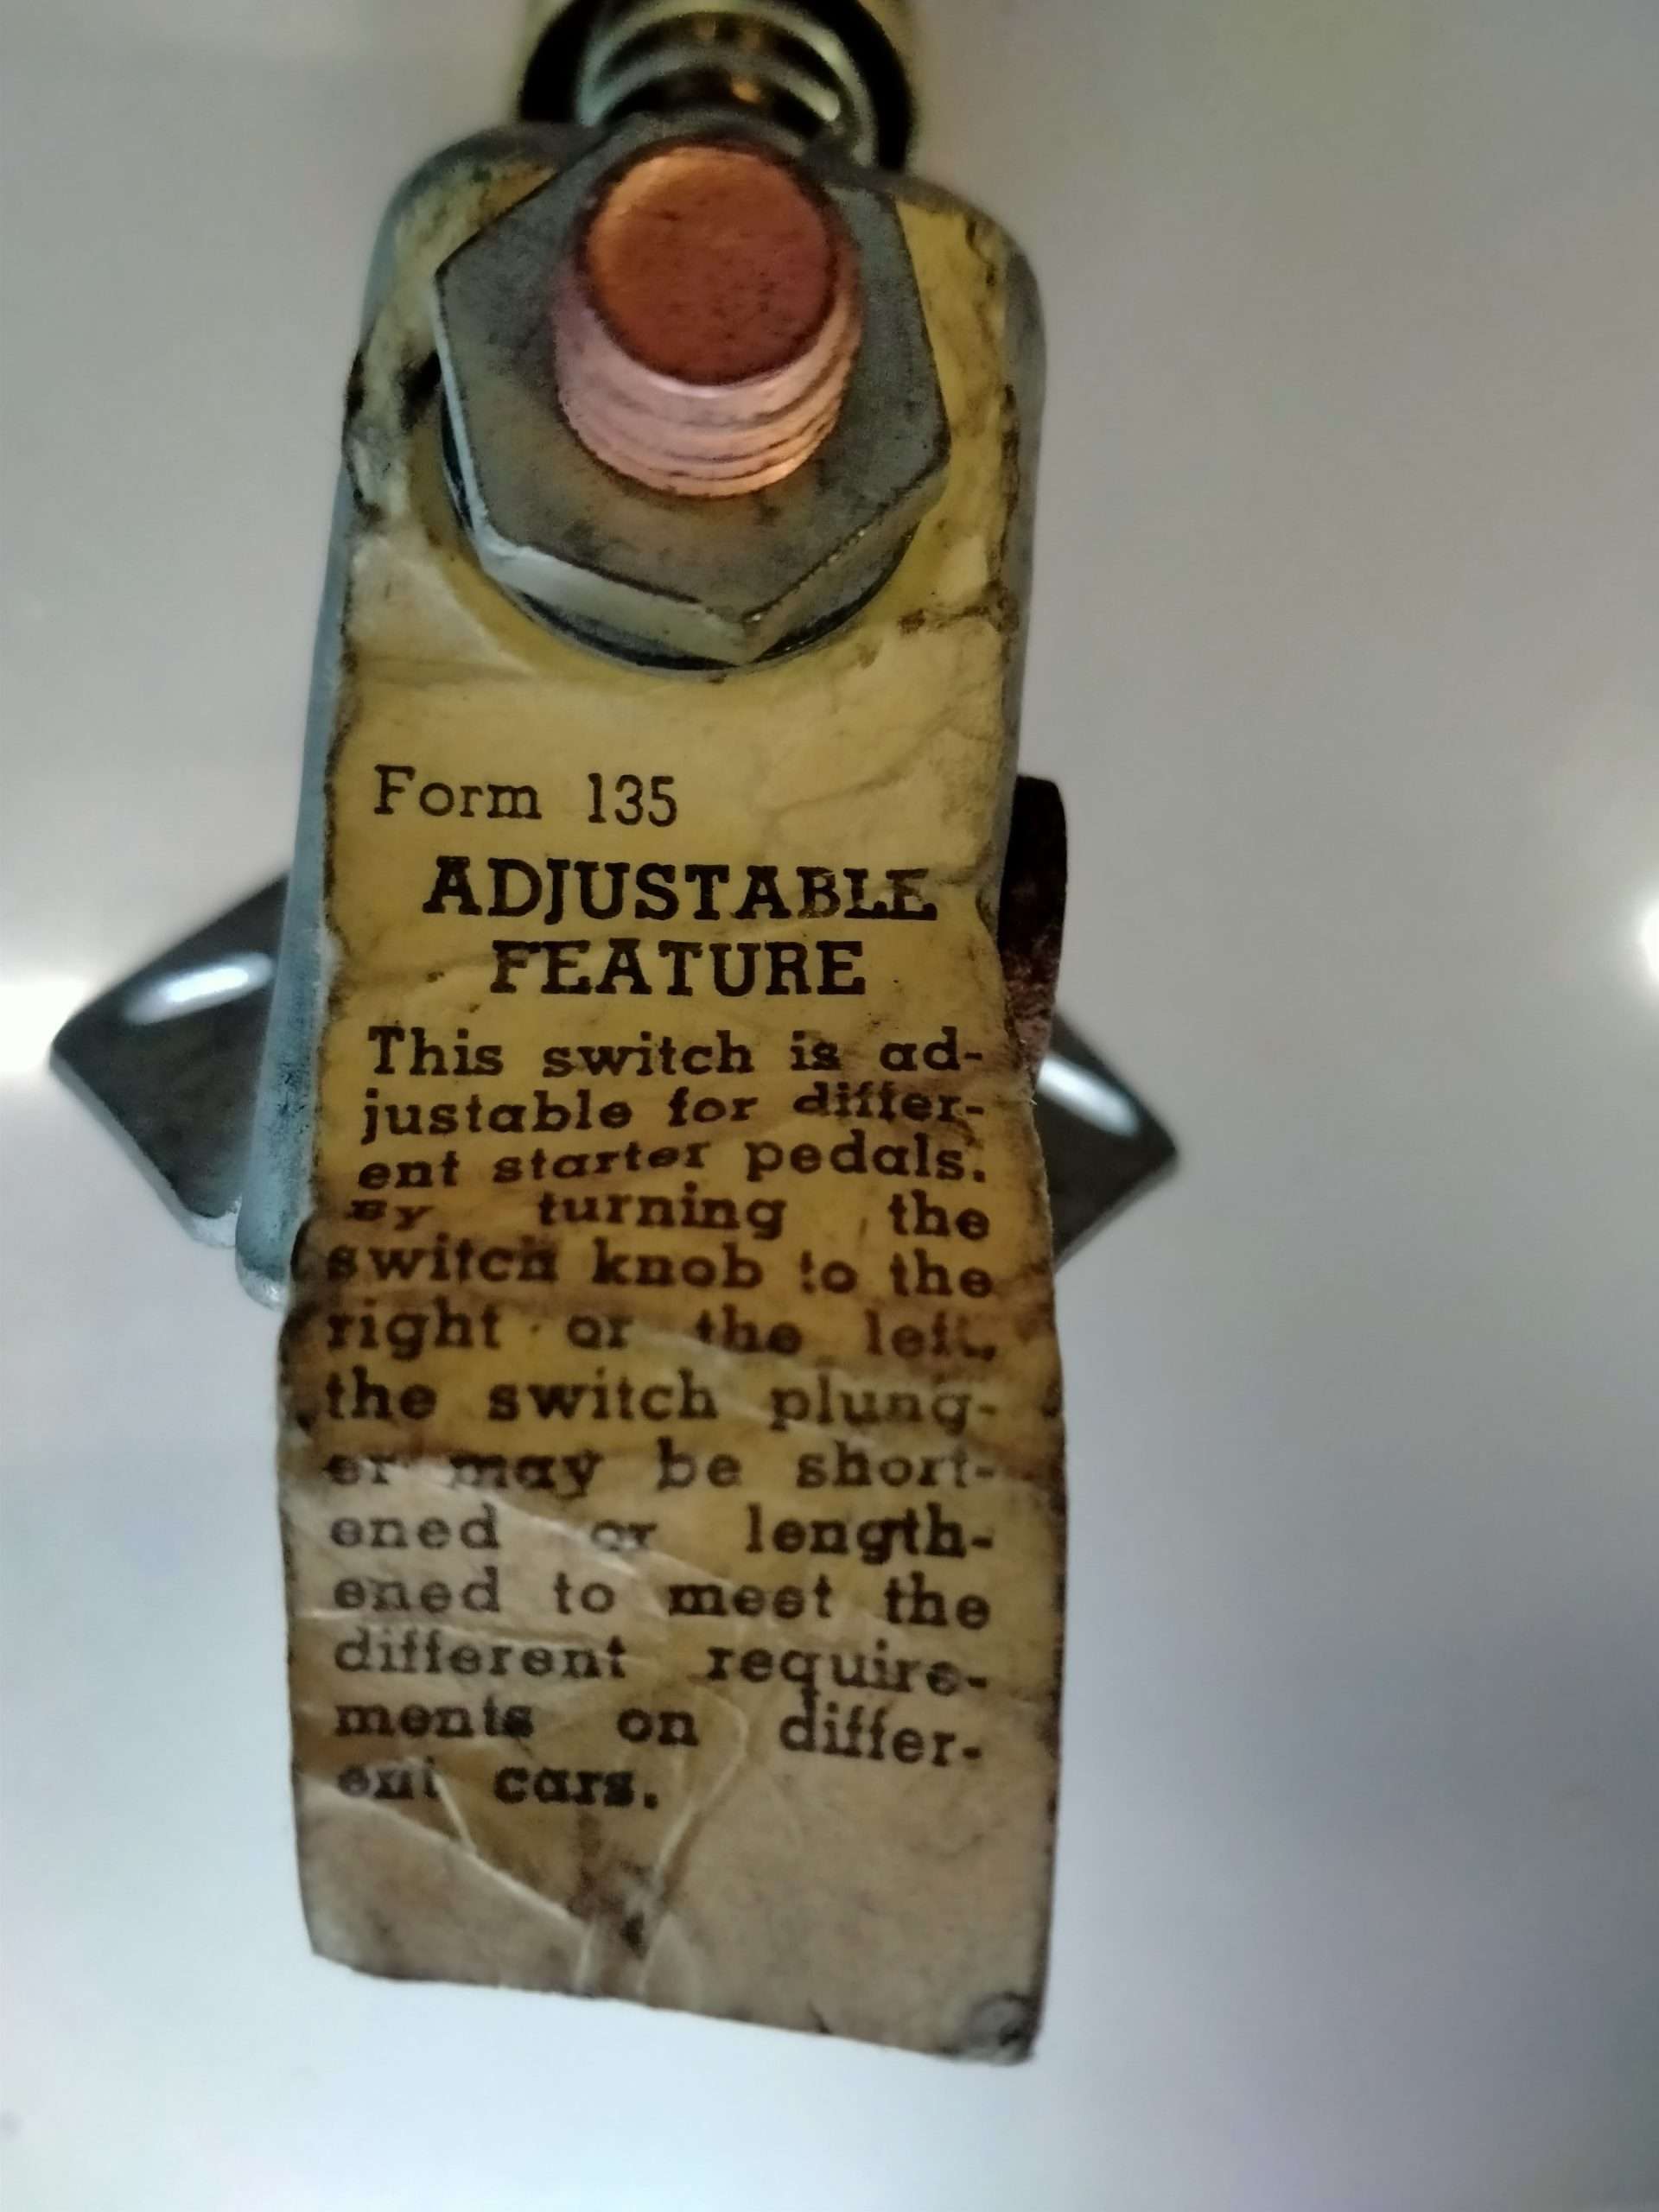 Form 135
ADJUSTABLE
FEATURE
This switch is ad-
justable for differ-
ent starter pedals.
By turning the
switch knob to the
right or the left,
the switch plung-
er may be short-
ened or length-
ened to meet the
different require-
ments on differ-
ent cars.